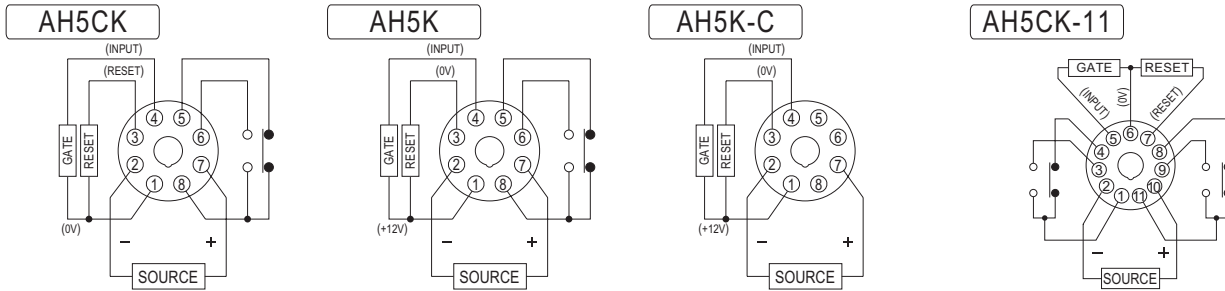 AH5CK
(INPUT)
(RESET)
4 5
3 6
2 7
1 8
GATE
RESET
(0V)
- +
SOURCE
AH5K
(INPUT)
(0V)
4 5
3 6
2 7
1 8
GATE
RESET
(+12V)
- +
SOURCE
AH5K-C
(INPUT)
(0V)
4 5
3 6
2 7
1 8
GATE
RESET
(+12V)
- +
SOURCE
AH5CK-11
GATE
RESET
(INPUT)
(0V)
(RESET)
5 6 7
4 8
3 9
2 10
1 11
- +
SOURCE